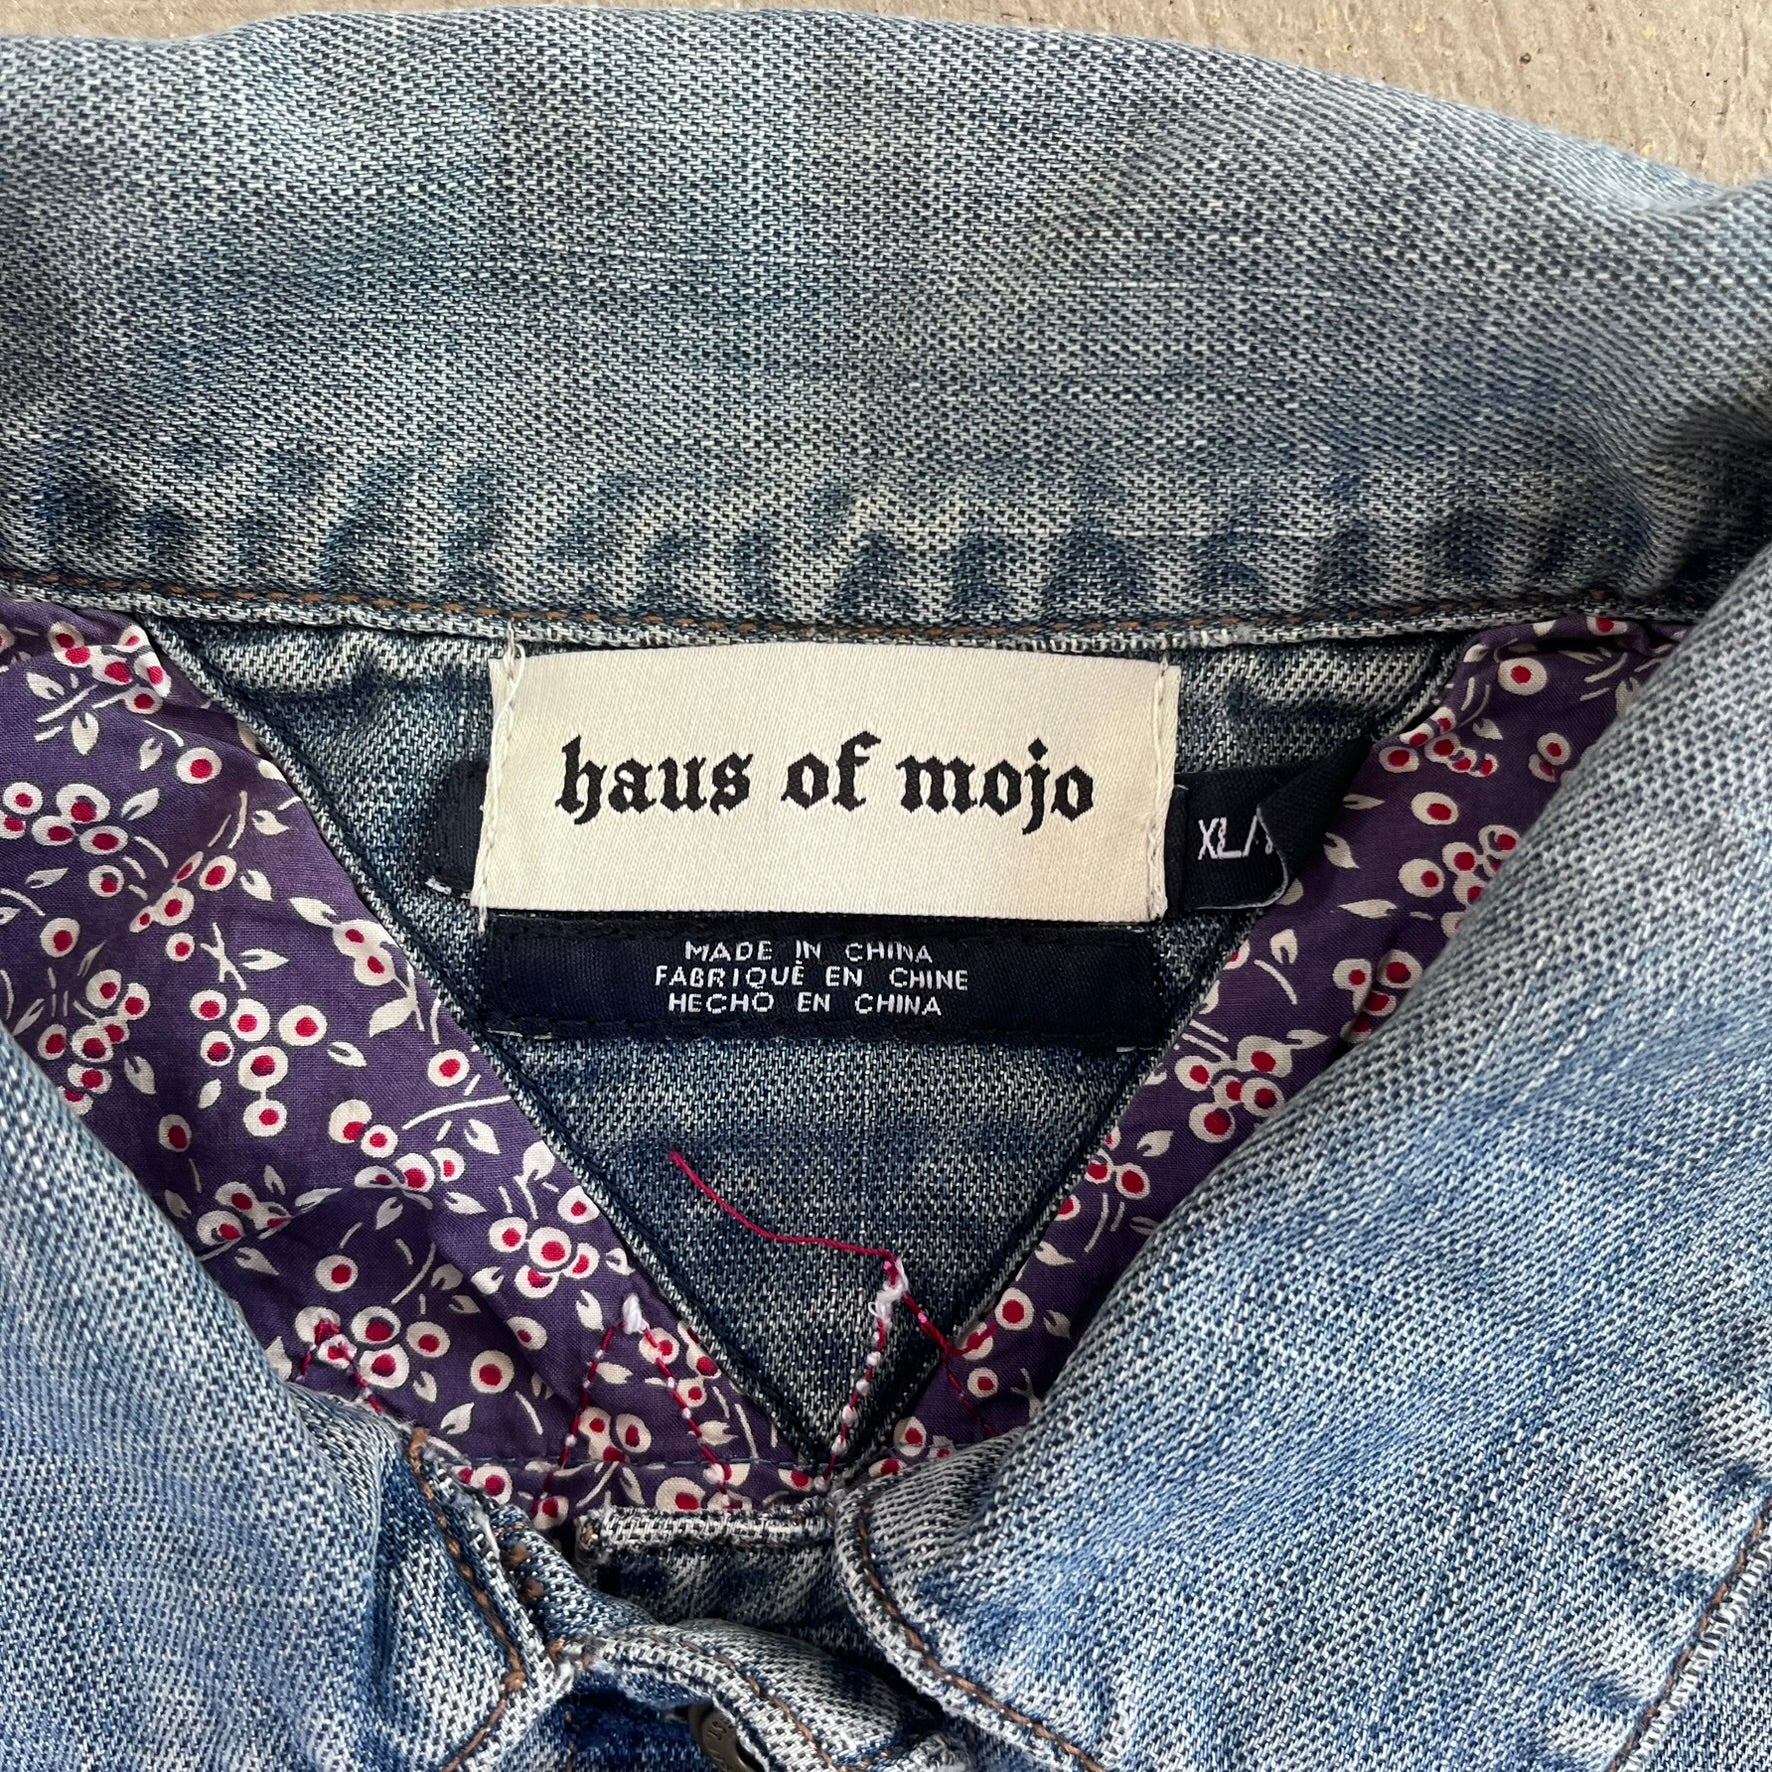 haus of mojo
XL/
MADE IN CHINA
FABRIQUÉ EN CHINE
HECHO EN CHINA